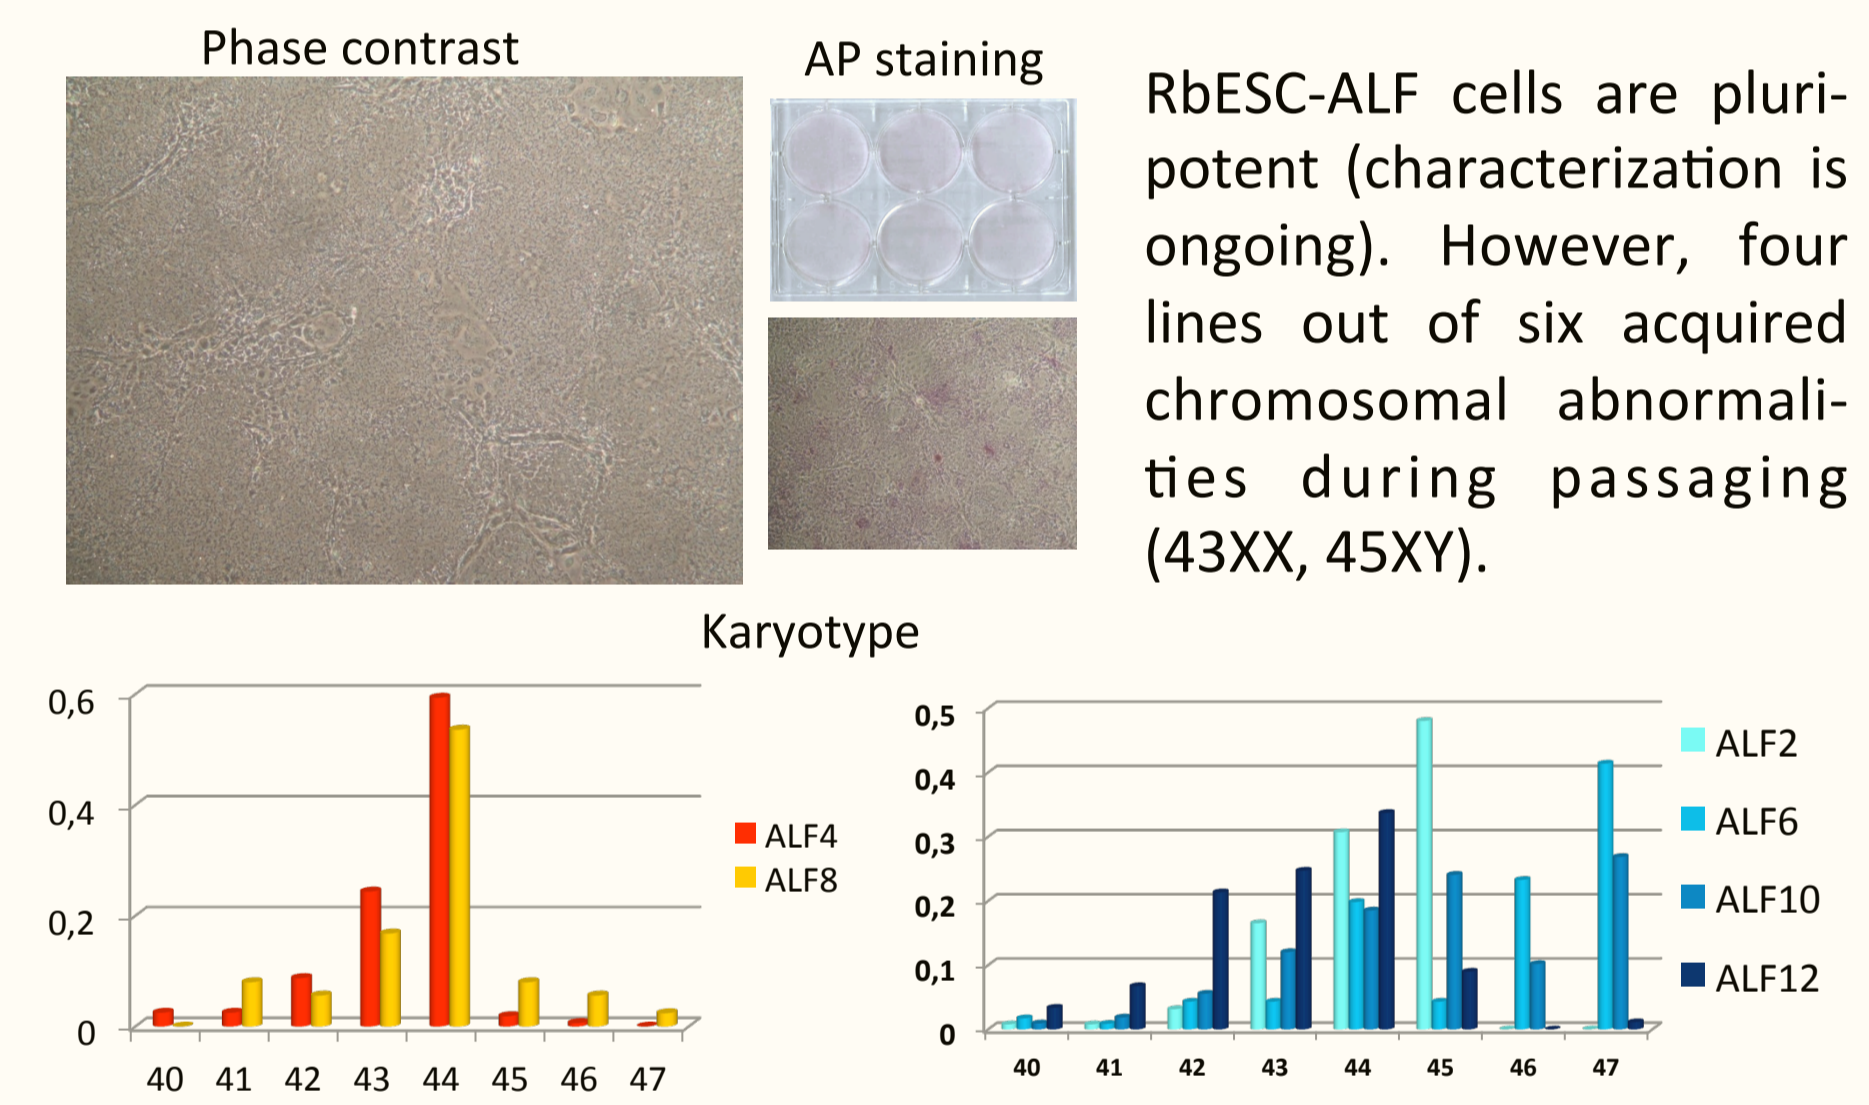 Phase contrast
AP staining
RbESC-ALF cells are pluri-
potent (characterization is
ongoing). However, four
lines out of six acquired
chromosomal abnormali-
ties during passaging
(43XX, 45XY).
Karyotype
0,6
0,4
0,2
0
40 41 42 43 44 45 46 47
ALF4
ALF8
0,5
0,4
0,3
0,2
0,1
0
40 41 42 43 44 45 46 47
ALF2
ALF6
ALF10
ALF12